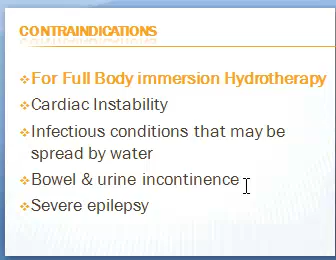 CONTRAINDICATIONS
For Full Body immersion Hydrotherapy
Cardiac Instability
Infectious conditions that may be
spread by water
Bowel & urine incontinence
Severe epilepsy